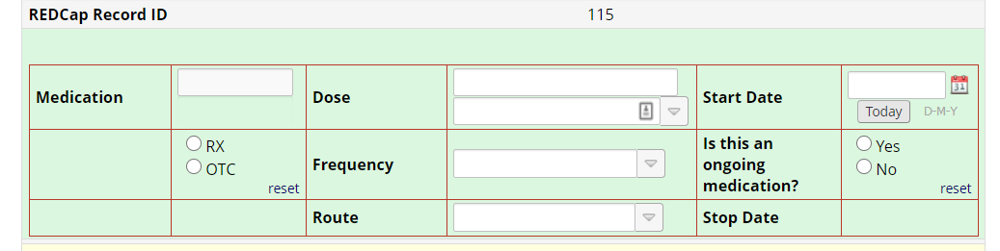 REDCap Record ID 115
Medication Dose Start Date 31
Today D-M-Y
RX
OTC
reset
Frequency
Is this an
ongoing
medication?
Yes
No
reset
Route Stop Date